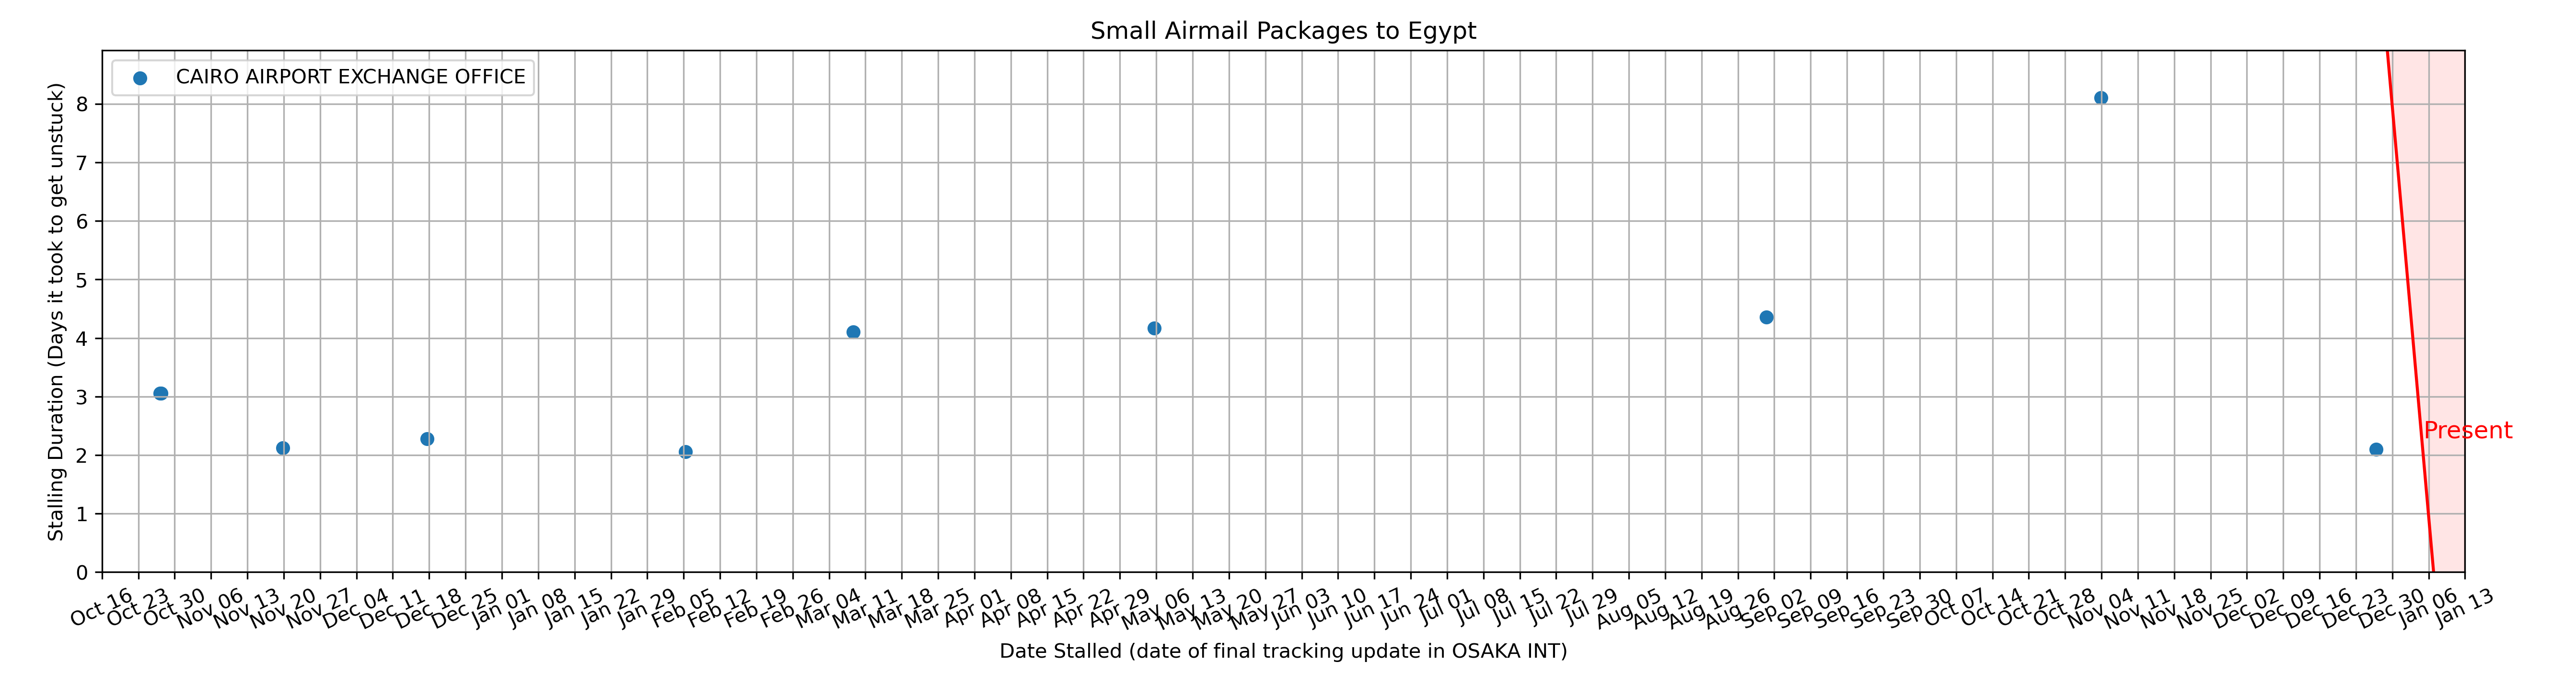 Small Airmail Packages to Egypt
CAIRO AIRPORT EXCHANGE OFFICE
Stalling Duration (Days it took to get unstuck)
8
7
6
5
4
3
2
1
0
Present
Oct 16 Oct 23 Oct 30 Nov 06 Nov 13 Nov 20 Nov 27 Dec 04 Dec 11 Dec 18 Dec 25 Jan 01 Jan 08 Jan 15 Jan 22 Jan 29 Feb 05 Feb 12 Feb 19 Feb 26 Mar 04 Mar 11 Mar 18 Mar 25 Apr 01 Apr 08 Apr 15 Apr 22 Apr 29 May 06 May 13 May 20 May 27 Jun 03 Jun 10 Jun 17 Jun 24 Jul 01 Jul 08 Jul 15 Jul 22 Jul 29 Aug 05 Aug 12 Aug 19 Aug 26 Sep 02 Sep 09 Sep 16 Sep 23 Sep 30 Oct 07 Oct 14 Oct 21 Oct 28 Nov 04 Nov 11 Nov 18 Nov 25 Dec 02 Dec 09 Dec 16 Dec 23 Dec 30 Jan 06 Jan 13
Date Stalled (date of final tracking update in OSAKA INT)